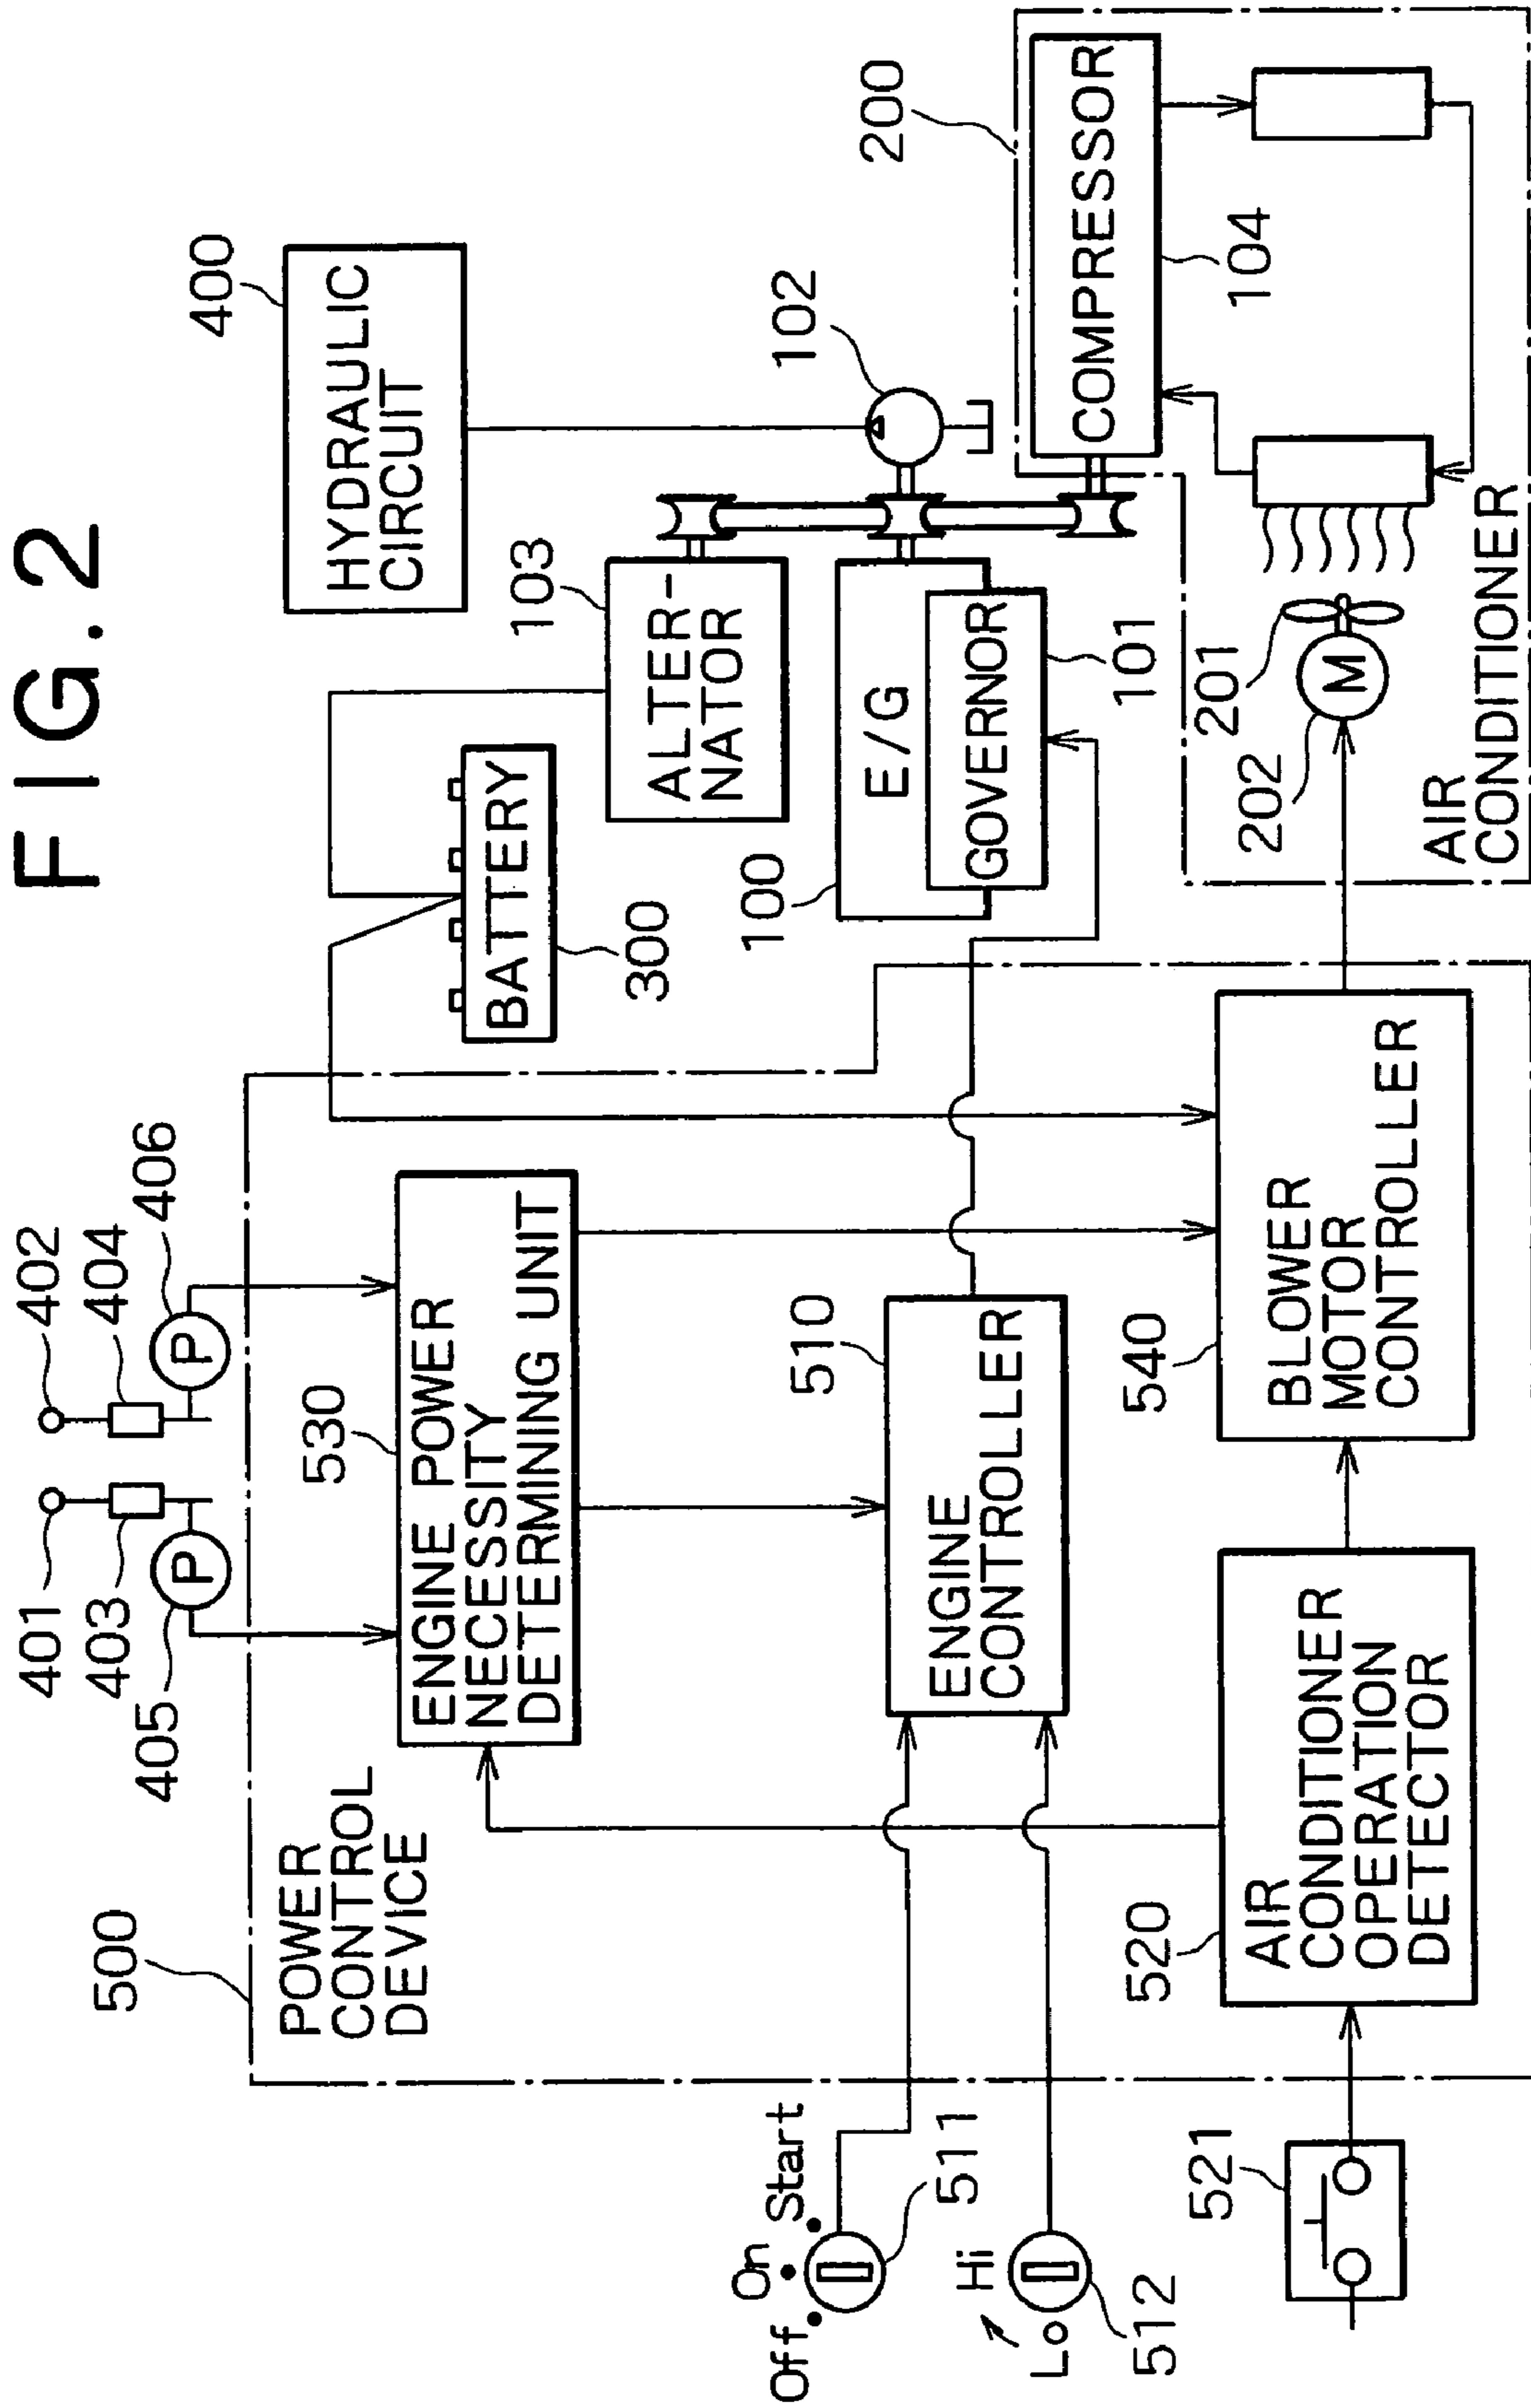 FIG.2
401
402
403
404
405
406
500
POWER
CONTROL
DEVICE
530
ENGINE POWER
NECESSITY
DETERMINING UNIT
BATTERY
300
HYDRAULIC
CIRCUIT
400
103
ALTER-
NATOR
102
100
E/G
GOVERNOR
101
200
COMPRESSOR
104
Off
On
Start
511
Lo
Hi
512
510
ENGINE
CONTROLLER
521
520
AIR
CONDITIONER
OPERATION
DETECTOR
540
BLOWER
MOTOR
CONTROLLER
201
202
M
P
P
AIR
CONDITIONER